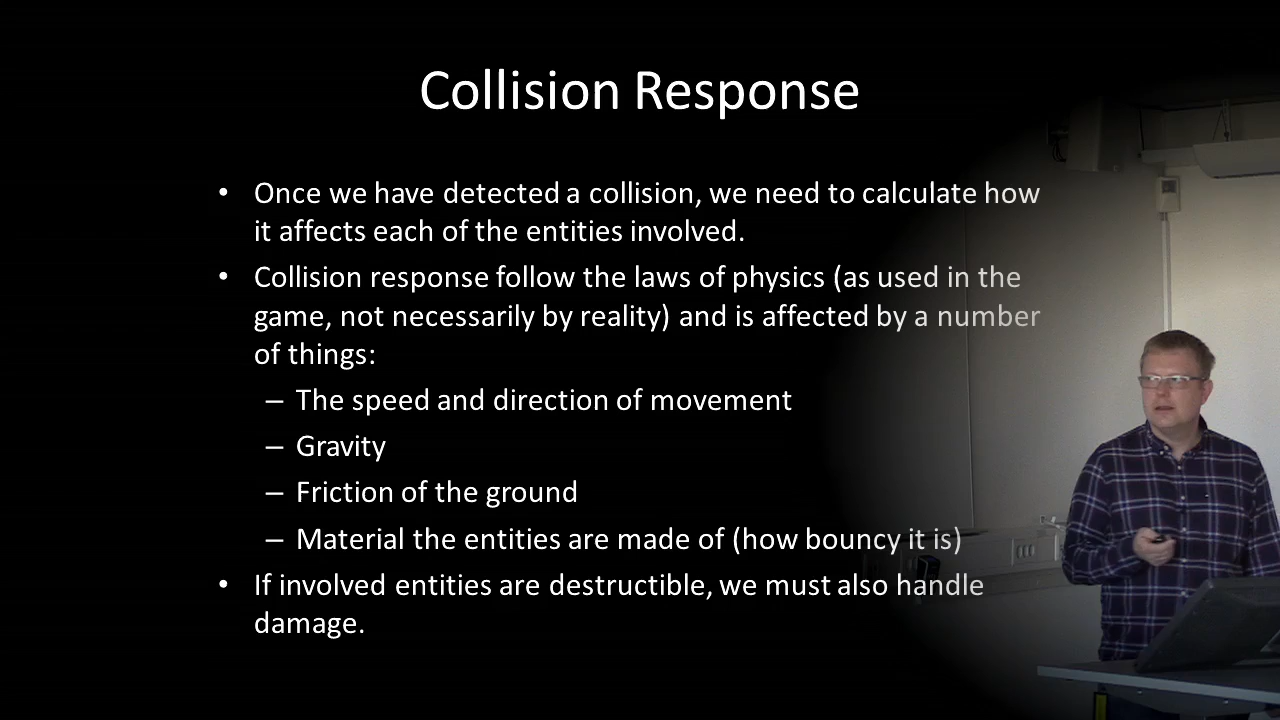 Collision Response
• Once we have detected a collision, we need to calculate how
it affects each of the entities involved.
• Collision response follow the laws of physics (as used in the
game, not necessarily by reality) and is affected by a number
of things:
– The speed and direction of movement
– Gravity
– Friction of the ground
– Material the entities are made of (how bouncy it is)
• If involved entities are destructible, we must also handle
damage.